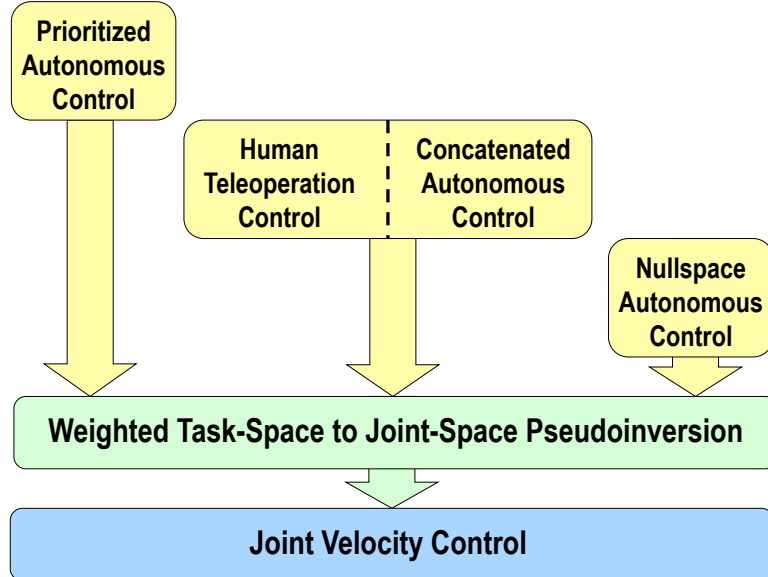 Prioritized
Autonomous
Control
Human
Teleoperation
Control
Concatenated
Autonomous
Control
Nullspace
Autonomous
Control
Weighted Task-Space to Joint-Space Pseudoinversion
Joint Velocity Control